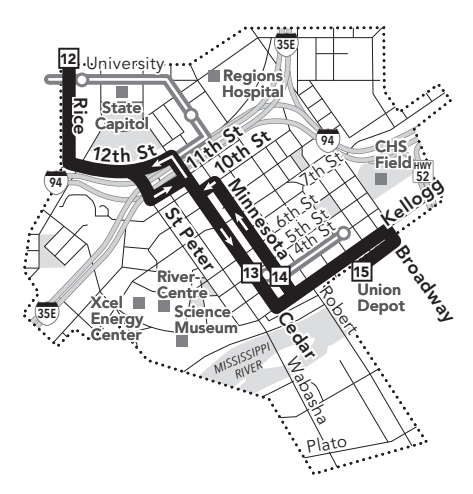 12
University
35E
Regions
Hospital
Rice
State
Capitol
12th St
11th St
10th St
94
CHS
Field
HWY
52
94
7th St
6th St
5th St
4th St
Minnesota
St Peter
Kellogg
Broadway
13
14
15
Union
Depot
River-
Centre
Xcel
Energy
Center
Science
Museum
35E
Cedar
Robert
MISSISSIPPI
RIVER
Wabasha
Plato